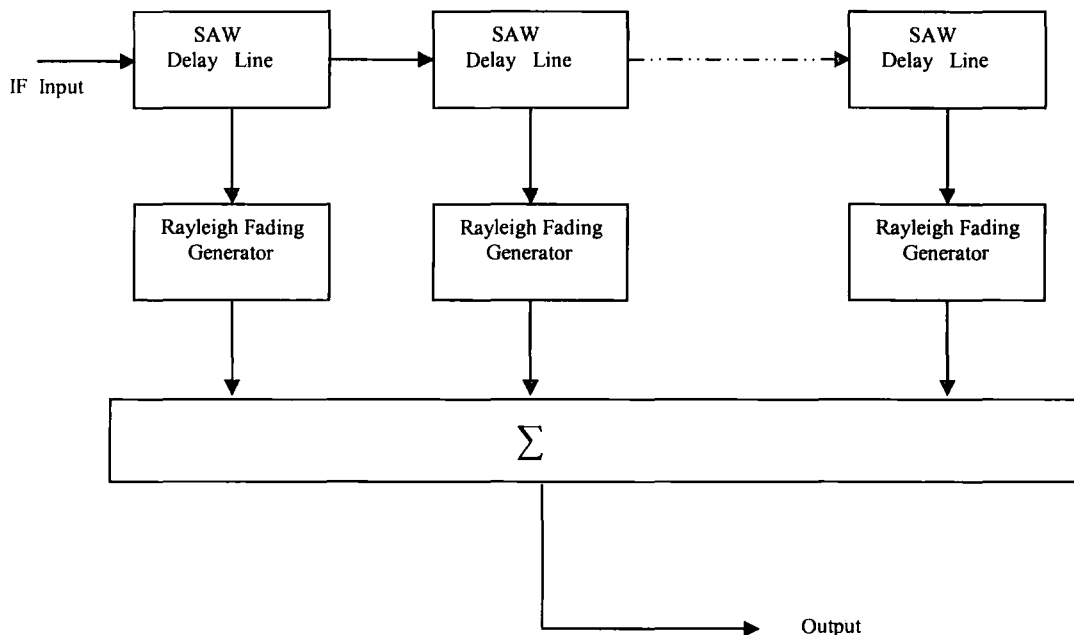 SAW
Delay Line
SAW
Delay Line
SAW
Delay Line
IF Input
Rayleigh Fading
Generator
Rayleigh Fading
Generator
Rayleigh Fading
Generator
Σ
Output